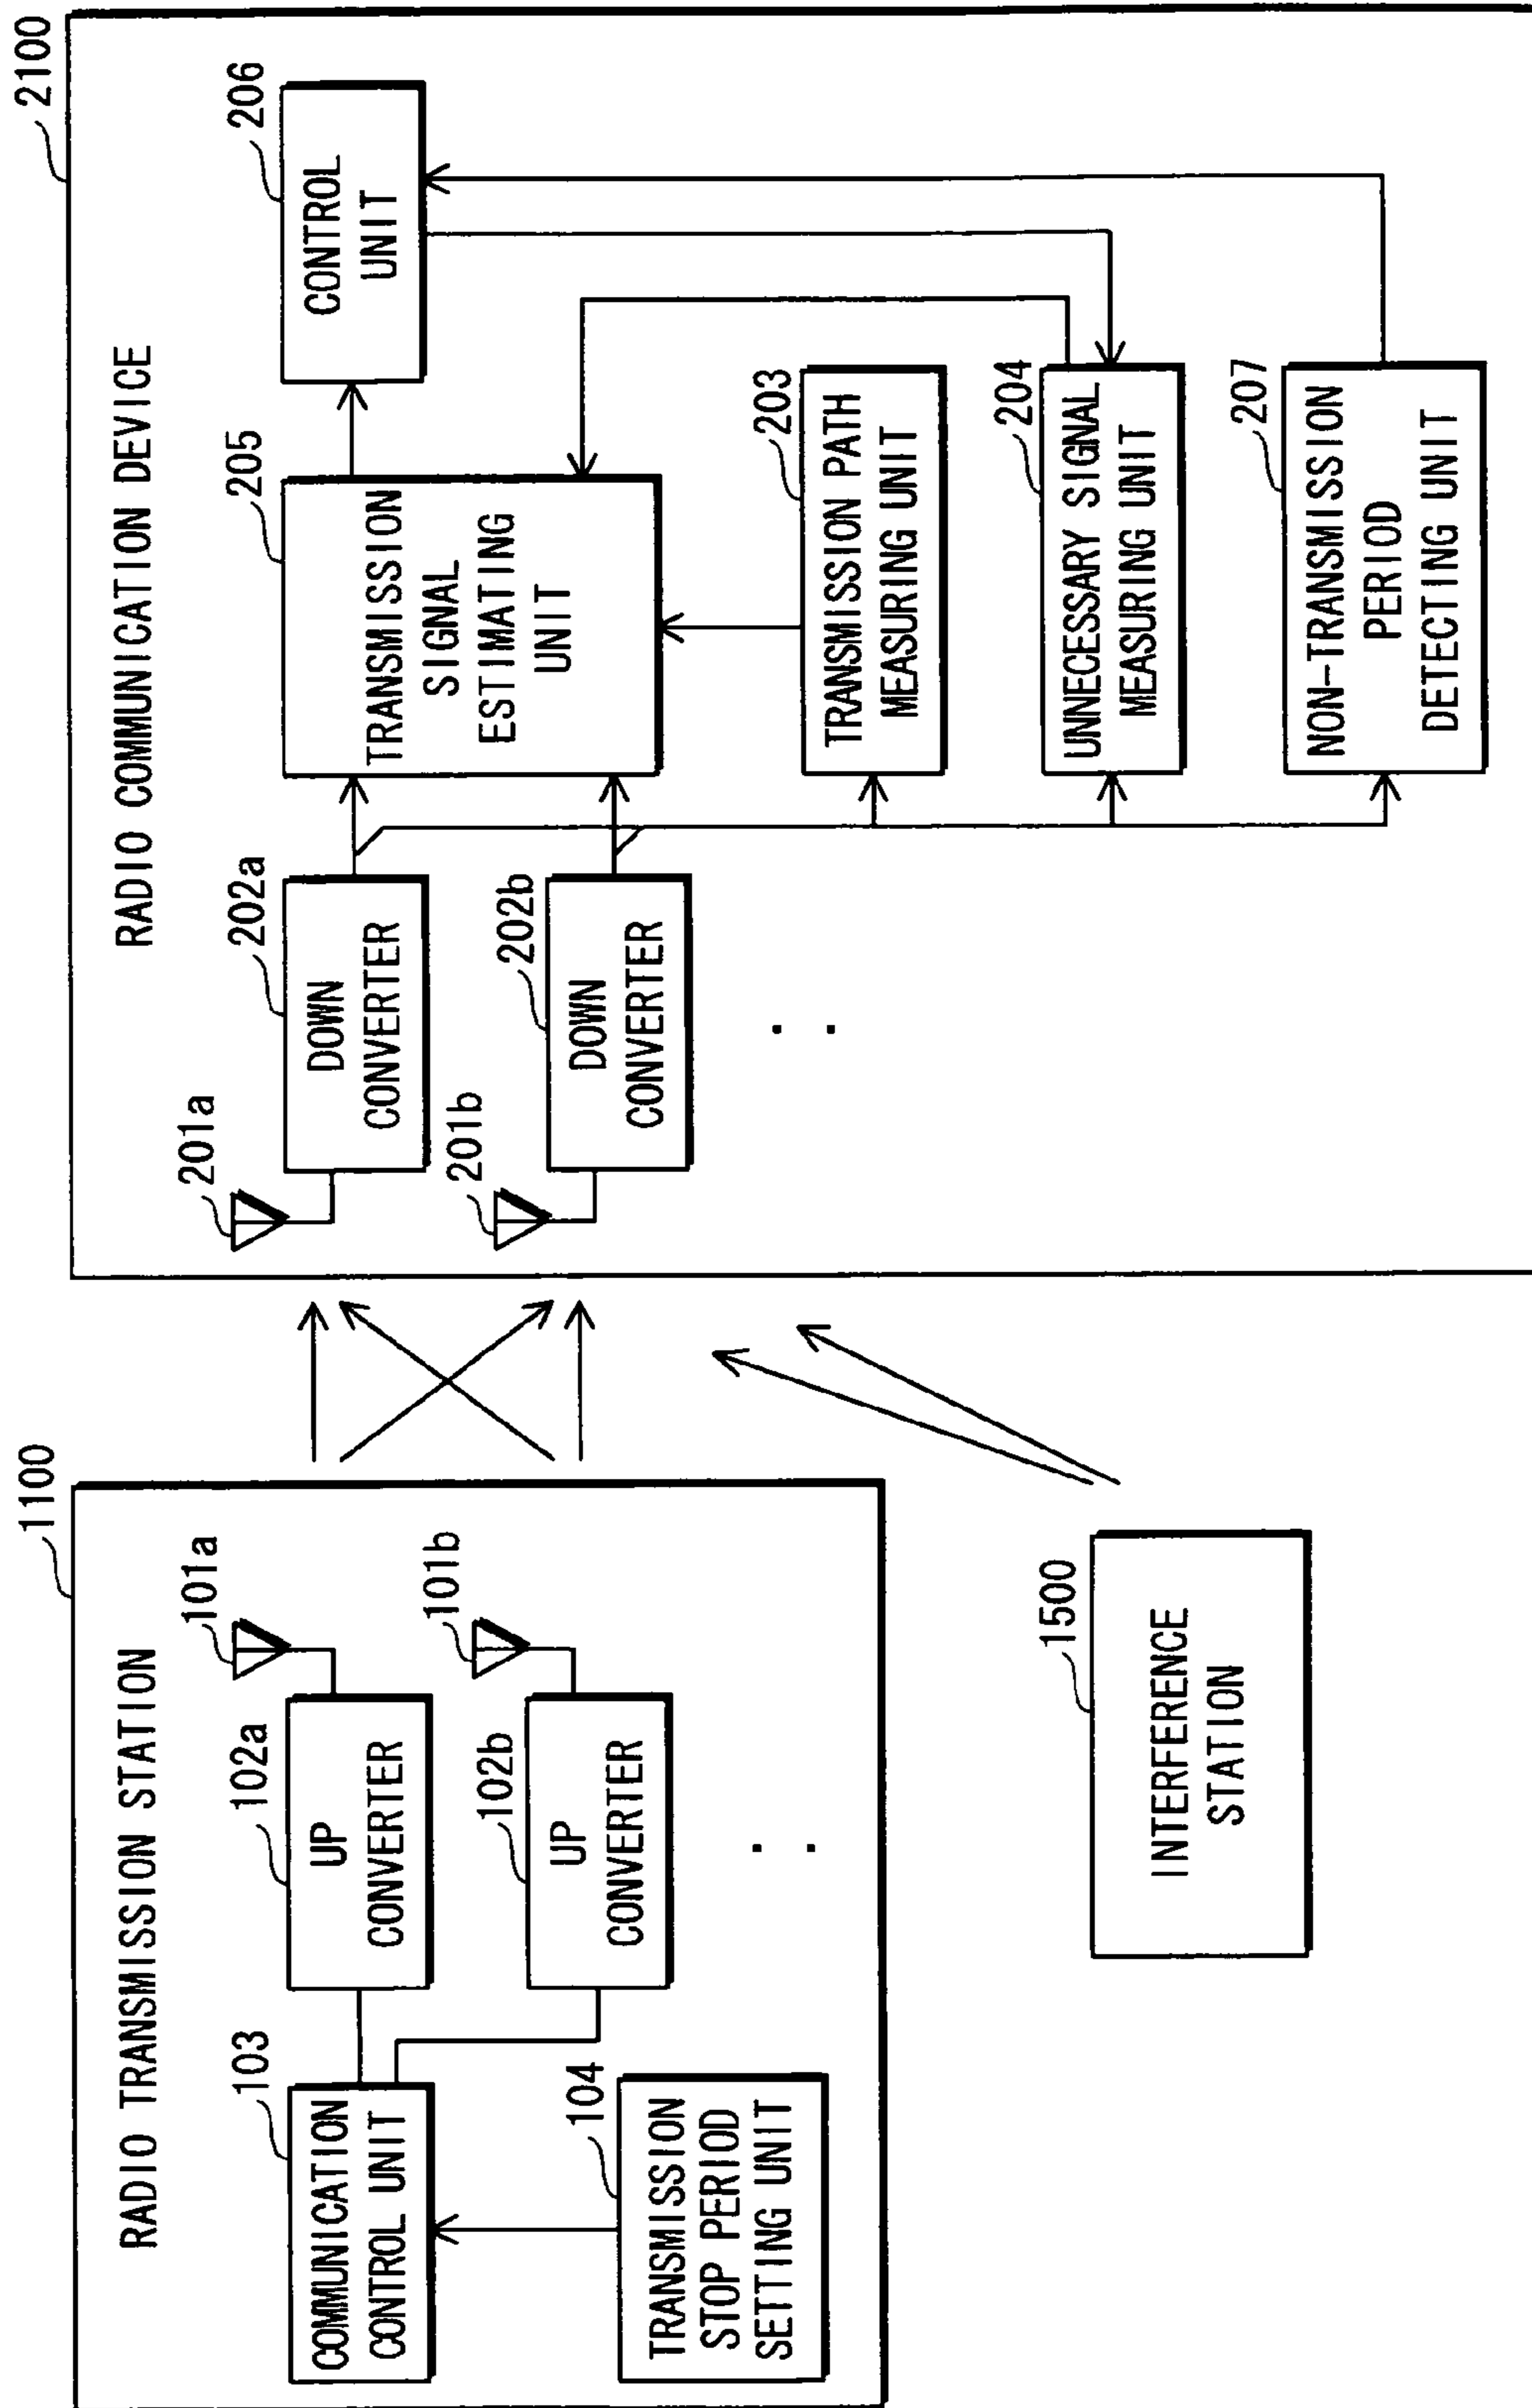 1100
RADIO TRANSMISSION STATION
103
COMMUNICATION
CONTROL UNIT
102a
UP
CONVERTER
101a
102b
UP
CONVERTER
101b
104
TRANSMISSION
STOP PERIOD
SETTING UNIT
. .
1500
INTERFERENCE
STATION
2100
RADIO COMMUNICATION DEVICE
201a
202a
DOWN
CONVERTER
201b
202b
DOWN
CONVERTER
. .
205
TRANSMISSION
SIGNAL
ESTIMATING
UNIT
206
CONTROL
UNIT
203
TRANSMISSION PATH
MEASURING UNIT
204
UNNECESSARY SIGNAL
MEASURING UNIT
207
NON-TRANSMISSION
PERIOD
DETECTING UNIT